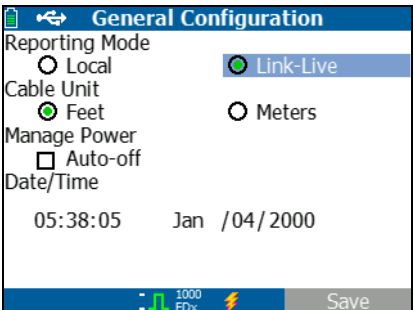 General Configuration
Reporting Mode
Local Link-Live
Cable Unit
Feet Meters
Manage Power
Auto-off
Date/Time
05:38:05 Jan /04/2000
1000
FDx Save